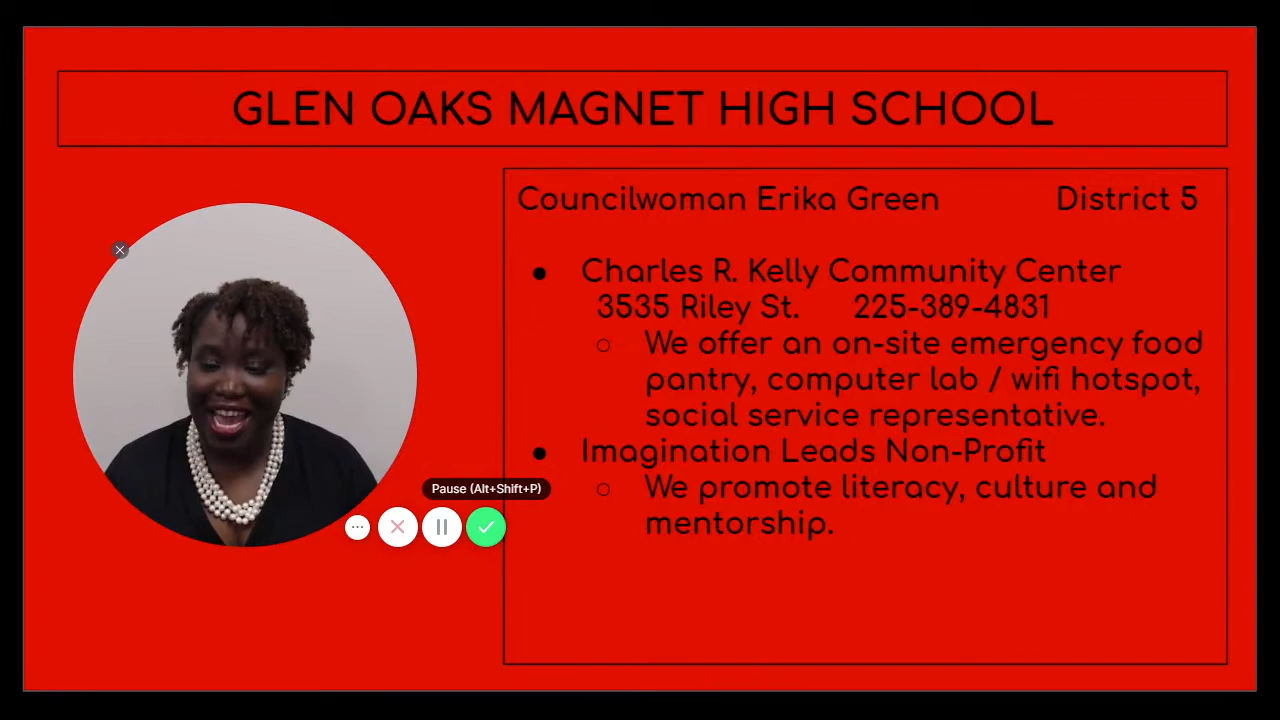 GLEN OAKS MAGNET HIGH SCHOOL
Councilwoman Erika Green District 5
● Charles R. Kelly Community Center
3535 Riley St. 225-389-4831
○ We offer an on-site emergency food
pantry, computer lab / wifi hotspot,
social service representative.
● Imagination Leads Non-Profit
○ We promote literacy, culture and
mentorship.
Pause (Alt+Shift+P)